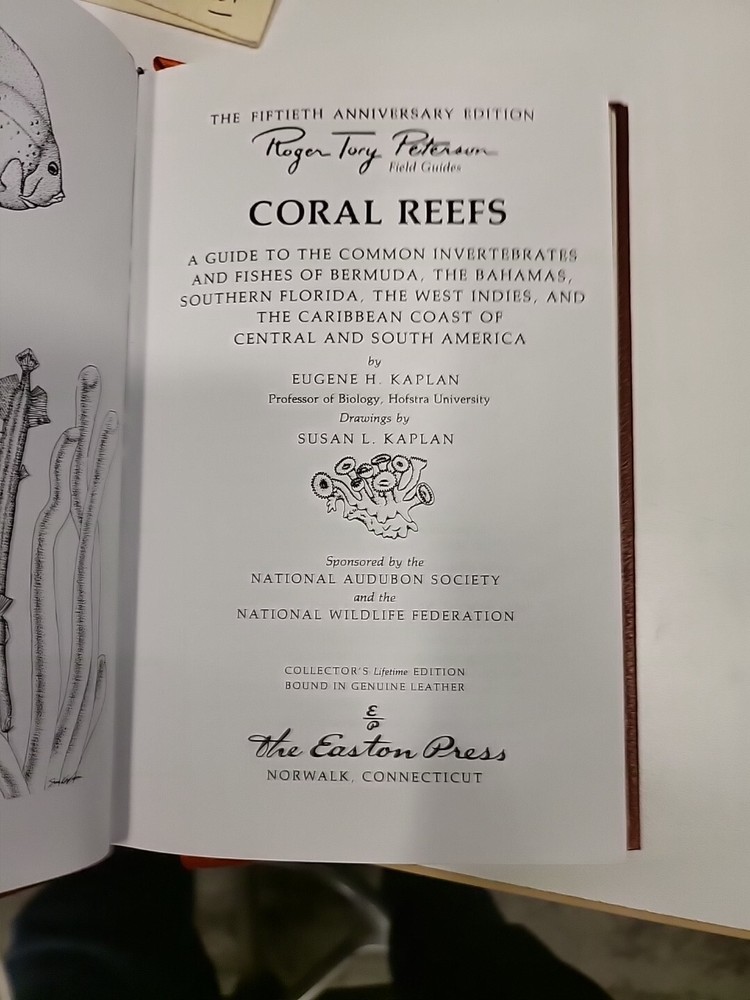 THE FIFTIETH ANNIVERSARY EDITION
Roger Tory Peterson
Field Guides
CORAL REEFS
A GUIDE TO THE COMMON INVERTEBRATES
AND FISHES OF BERMUDA, THE BAHAMAS,
SOUTHERN FLORIDA, THE WEST INDIES, AND
THE CARIBBEAN COAST OF
CENTRAL AND SOUTH AMERICA
by
EUGENE H. KAPLAN
Professor of Biology, Hofstra University
Drawings by
SUSAN L. KAPLAN
Sponsored by the
NATIONAL AUDUBON SOCIETY
and the
NATIONAL WILDLIFE FEDERATION
COLLECTOR'S Lifetime EDITION
BOUND IN GENUINE LEATHER
E
P
The Easton Press
NORWALK, CONNECTICUT